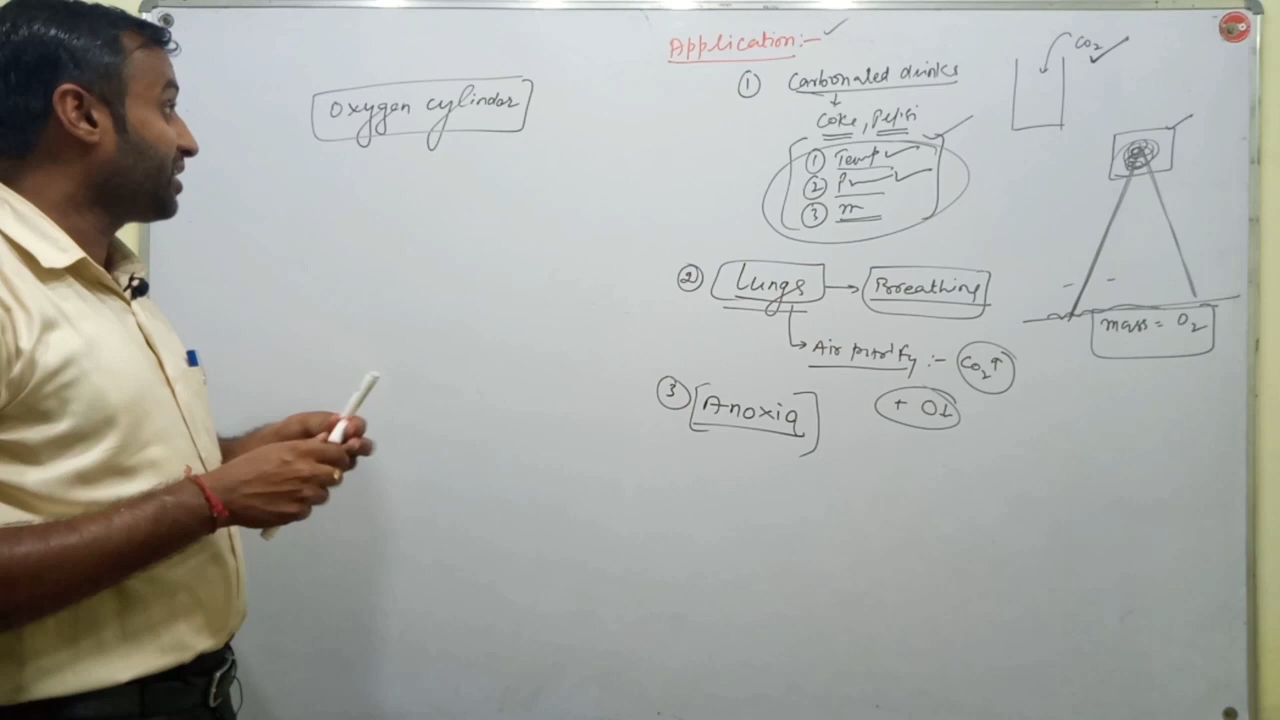 Oxygen cylinder
Application:-
① Carbonated drinks
Coke, Pepsi
① Temp
② P
③ m
CO₂
② Lungs → Breathing
Air purify :- CO₂↑
+ O↓
mass = O₂
③ Anoxia